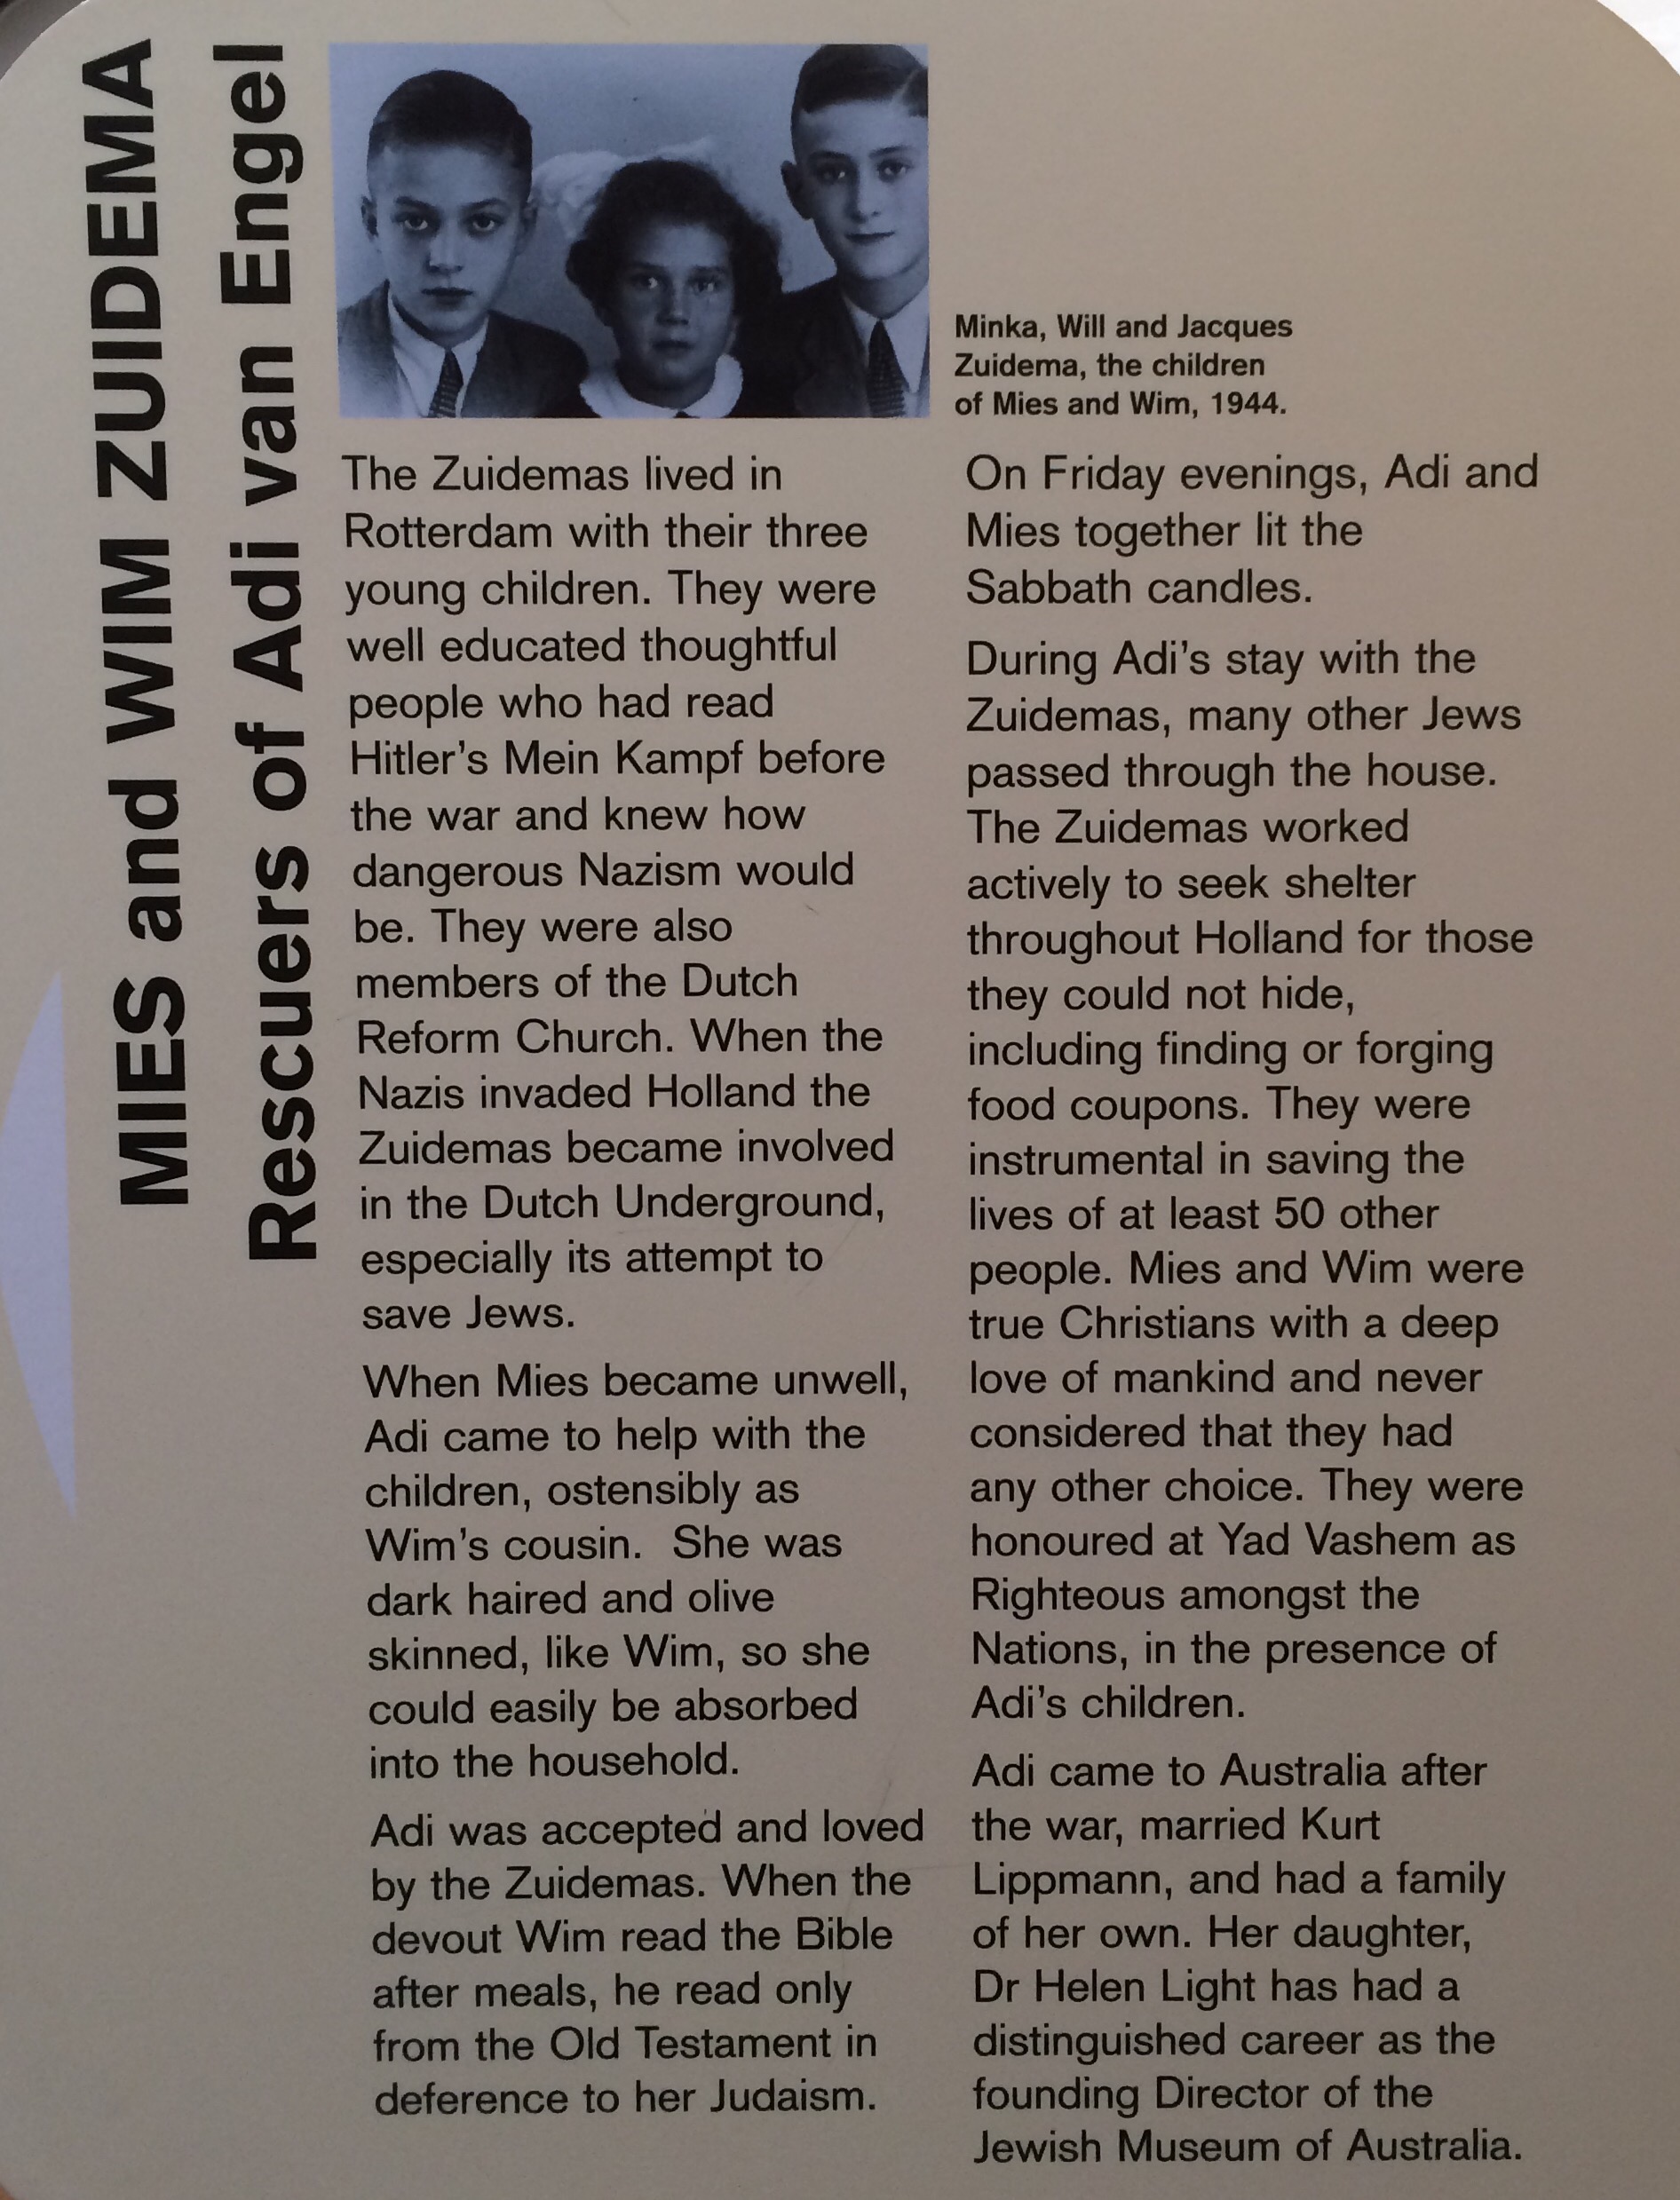 MIES and WIM ZUIDEMA
Rescuers of Adi van Engel
Minka, Will and Jacques
Zuidema, the children
of Mies and Wim, 1944.
The Zuidemas lived in
Rotterdam with their three
young children. They were
well educated thoughtful
people who had read
Hitler's Mein Kampf before
the war and knew how
dangerous Nazism would
be. They were also
members of the Dutch
Reform Church. When the
Nazis invaded Holland the
Zuidemas became involved
in the Dutch Underground,
especially its attempt to
save Jews.
When Mies became unwell,
Adi came to help with the
children, ostensibly as
Wim's cousin.  She was
dark haired and olive
skinned, like Wim, so she
could easily be absorbed
into the household.
Adi was accepted and loved
by the Zuidemas. When the
devout Wim read the Bible
after meals, he read only
from the Old Testament in
deference to her Judaism.
On Friday evenings, Adi and
Mies together lit the
Sabbath candles.
During Adi's stay with the
Zuidemas, many other Jews
passed through the house.
The Zuidemas worked
actively to seek shelter
throughout Holland for those
they could not hide,
including finding or forging
food coupons. They were
instrumental in saving the
lives of at least 50 other
people. Mies and Wim were
true Christians with a deep
love of mankind and never
considered that they had
any other choice. They were
honoured at Yad Vashem as
Righteous amongst the
Nations, in the presence of
Adi's children.
Adi came to Australia after
the war, married Kurt
Lippmann, and had a family
of her own. Her daughter,
Dr Helen Light has had a
distinguished career as the
founding Director of the
Jewish Museum of Australia.